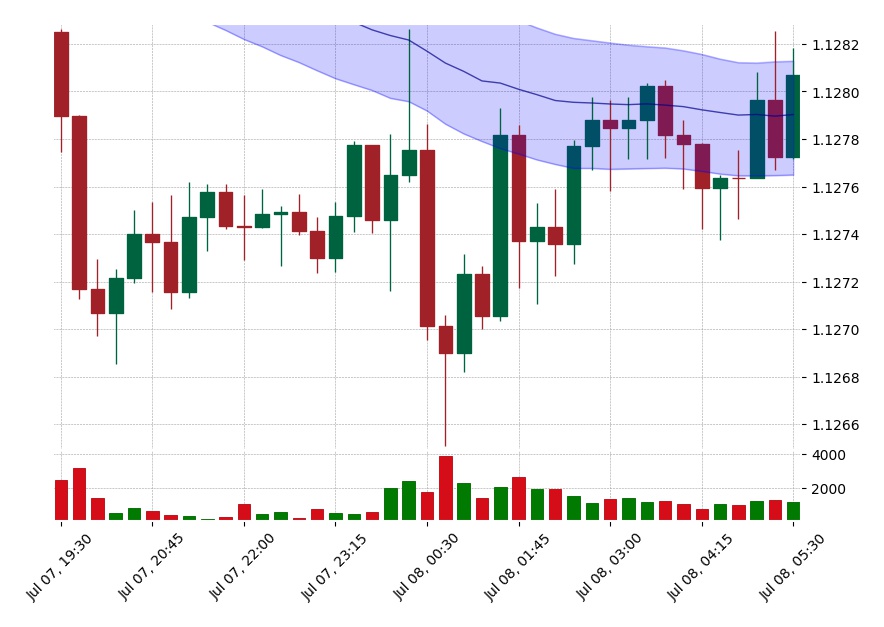 1.1282
1.1280
1.1278
1.1276
1.1274
1.1272
1.1270
1.1268
1.1266
4000
2000
Jul 07, 19:30
Jul 07, 20:45
Jul 07, 22:00
Jul 07, 23:15
Jul 08, 00:30
Jul 08, 01:45
Jul 08, 03:00
Jul 08, 04:15
Jul 08, 05:30